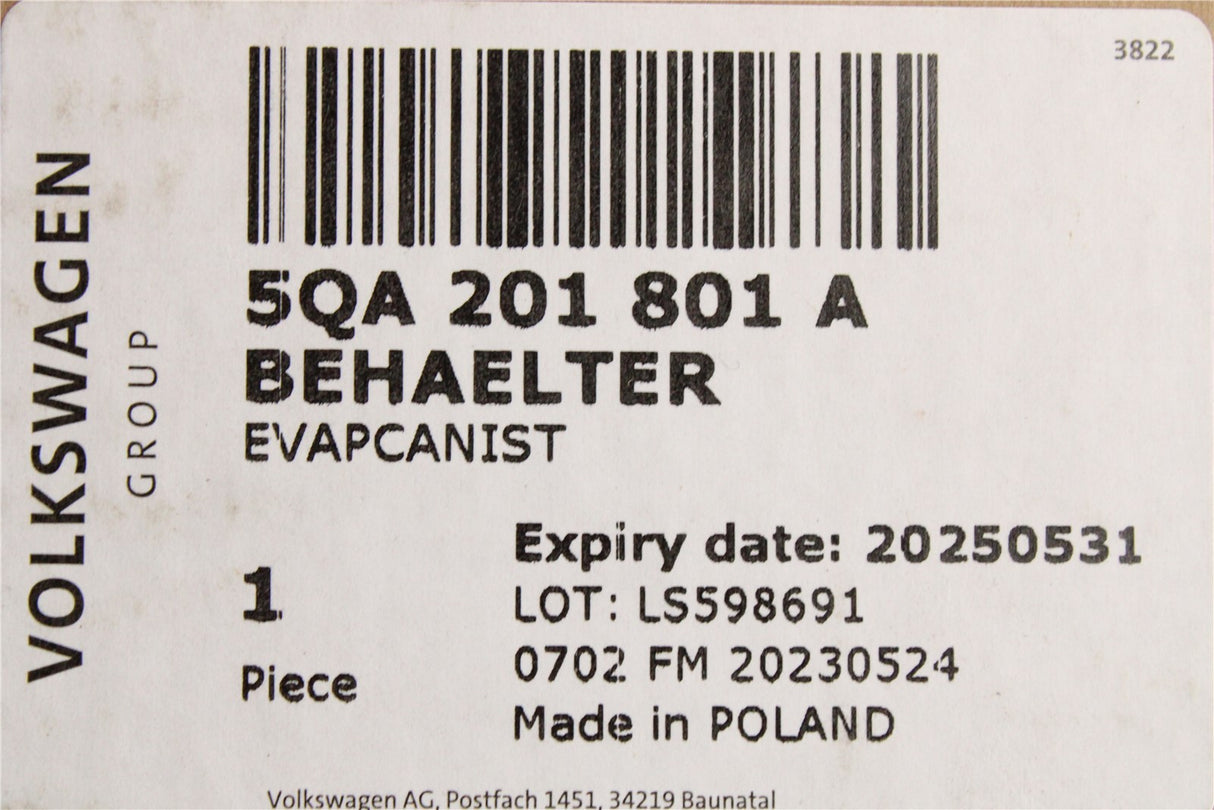 3822
VOLKSWAGEN
GROUP
5QA 201 801 A
BEHAELTER
EVAPCANIST
1
Piece
Expiry date: 20250531
LOT: LS598691
0702 FM 20230524
Made in POLAND
Volkswagen AG, Postfach 1451, 34219 Baunatal